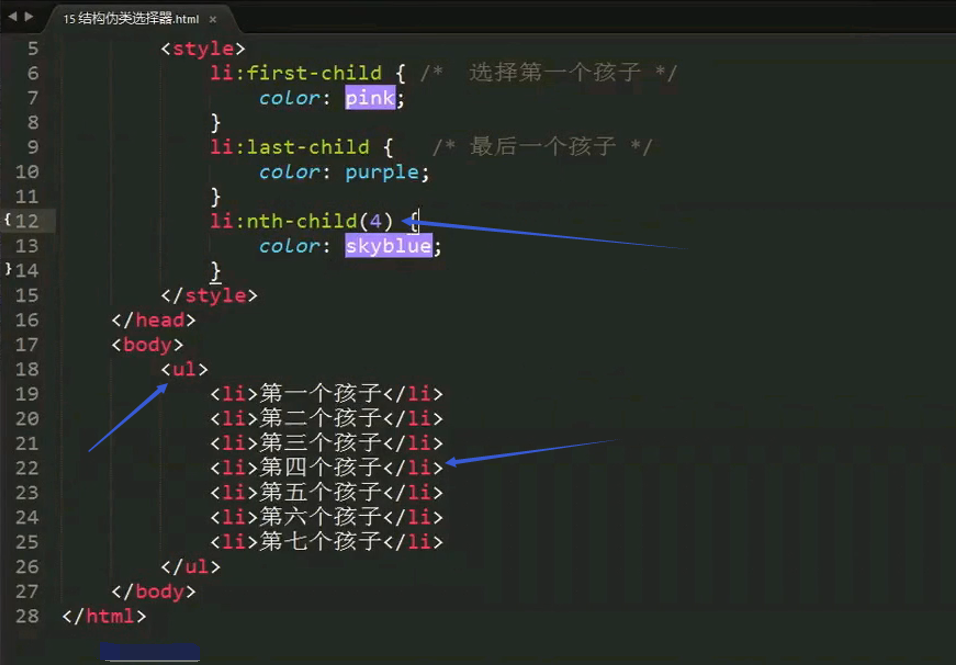 15 结构伪类选择器.html ×
5 <style>
6 li:first-child { /* 选择第一个孩子 */
7 color: pink;
8 }
9 li:last-child { /* 最后一个孩子 */
10 color: purple;
11 }
{ 12 li:nth-child(4) {
13 color: skyblue;
} 14 }
15 </style>
16 </head>
17 <body>
18 <ul>
19 <li>第一个孩子</li>
20 <li>第二个孩子</li>
21 <li>第三个孩子</li>
22 <li>第四个孩子</li>
23 <li>第五个孩子</li>
24 <li>第六个孩子</li>
25 <li>第七个孩子</li>
26 </ul>
27 </body>
28 </html>